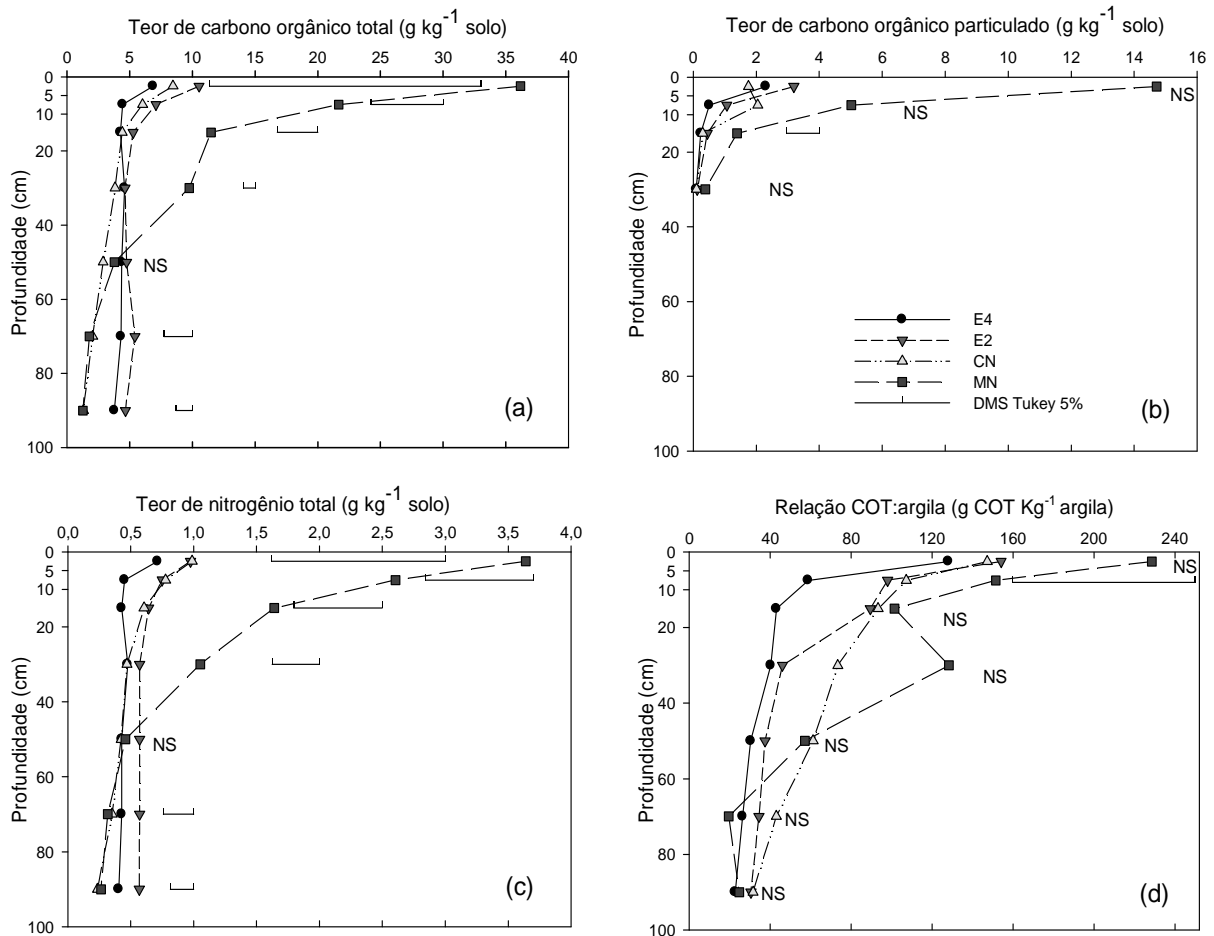 Teor de carbono orgânico total (g kg-1 solo)
0 5 10 15 20 25 30 35 40
Profundidade (cm)
0
5
10
20
40
60
80
100
NS
(a)
Teor de carbono orgânico particulado (g kg-1 solo)
0 2 4 6 8 10 12 14 16
Profundidade (cm)
0
5
10
20
40
60
80
100
NS
NS
NS
E4
E2
CN
MN
DMS Tukey 5%
(b)
Teor de nitrogênio total (g kg-1 solo)
0,0 0,5 1,0 1,5 2,0 2,5 3,0 3,5 4,0
Profundidade (cm)
0
5
10
20
40
60
80
100
NS
(c)
Relação COT:argila (g COT Kg-1 argila)
0 40 80 120 160 200 240
Profundidade (cm)
0
5
10
20
40
60
80
100
NS
NS
NS
NS
NS
NS
(d)